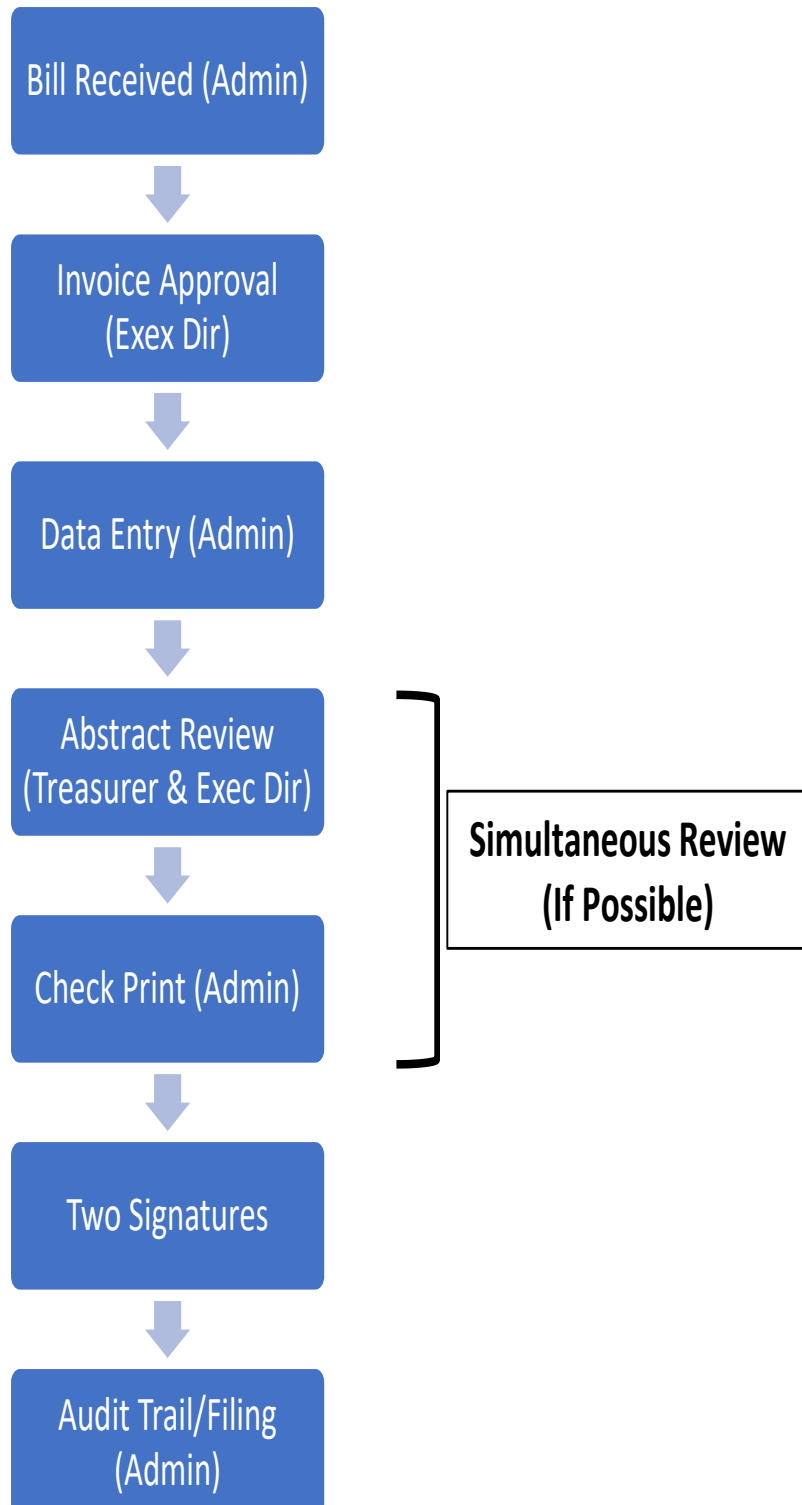 Bill Received (Admin)
Invoice Approval
(Exex Dir)
Data Entry (Admin)
Abstract Review
(Treasurer & Exec Dir)
Simultaneous Review
(If Possible)
Check Print (Admin)
Two Signatures
Audit Trail/Filing
(Admin)